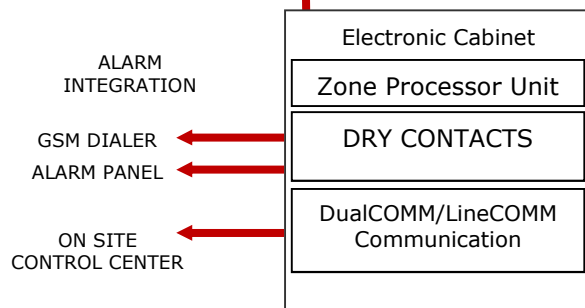 Electronic Cabinet
ALARM
INTEGRATION
Zone Processor Unit
GSM DIALER
ALARM PANEL
DRY CONTACTS
DualCOMM/LineCOMM
Communication
ON SITE
CONTROL CENTER